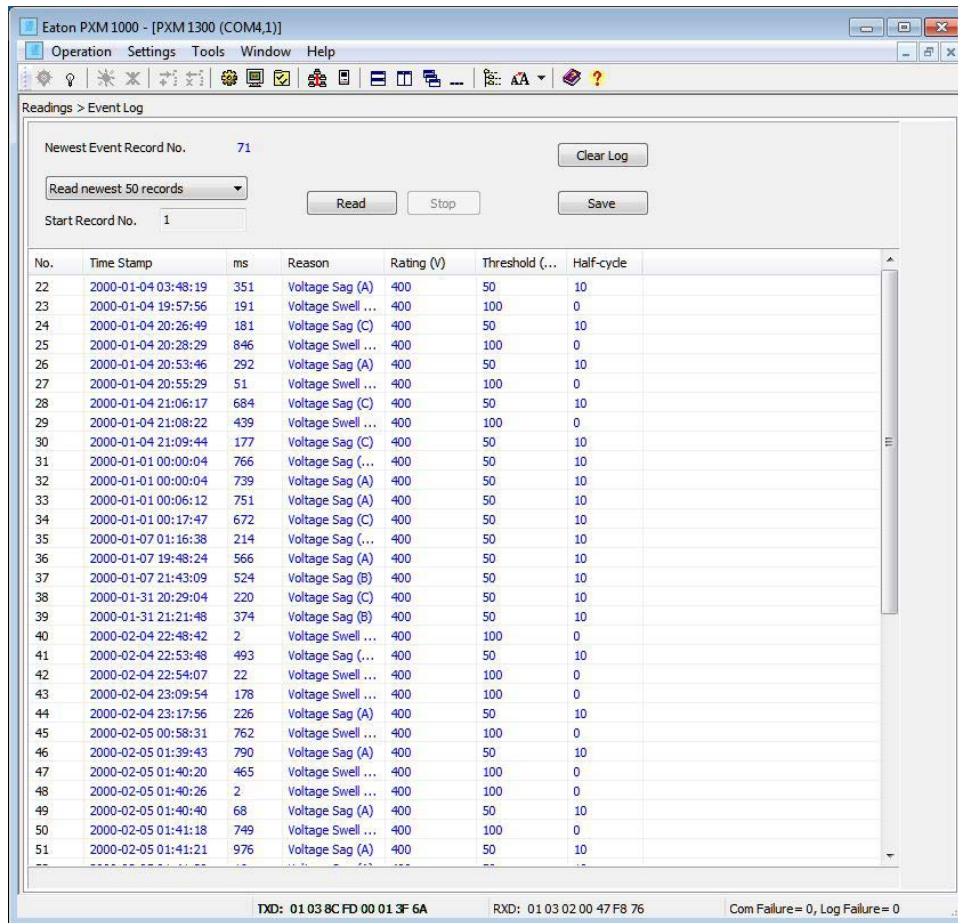 Eaton PXM 1000 - [PXM 1300 (COM4,1)]
Operation Settings Tools Window Help
Readings > Event Log
Newest Event Record No. 71
Clear Log
Read newest 50 records
Read Stop Save
Start Record No. 1
No. Time Stamp ms Reason Rating (V) Threshold (... Half-cycle
22 2000-01-04 03:48:19 351 Voltage Sag (A) 400 50 10
23 2000-01-04 19:57:56 191 Voltage Swell ... 400 100 0
24 2000-01-04 20:26:49 181 Voltage Sag (C) 400 50 10
25 2000-01-04 20:28:29 846 Voltage Swell ... 400 100 0
26 2000-01-04 20:53:46 292 Voltage Sag (A) 400 50 10
27 2000-01-04 20:55:29 51 Voltage Swell ... 400 100 0
28 2000-01-04 21:06:17 684 Voltage Sag (C) 400 50 10
29 2000-01-04 21:08:22 439 Voltage Swell ... 400 100 0
30 2000-01-04 21:09:44 177 Voltage Sag (C) 400 50 10
31 2000-01-01 00:00:04 766 Voltage Sag (... 400 50 10
32 2000-01-01 00:00:04 739 Voltage Sag (A) 400 50 10
33 2000-01-01 00:06:12 751 Voltage Sag (A) 400 50 10
34 2000-01-01 00:17:47 672 Voltage Sag (C) 400 50 10
35 2000-01-07 01:16:38 214 Voltage Sag (... 400 50 10
36 2000-01-07 19:48:24 566 Voltage Sag (A) 400 50 10
37 2000-01-07 21:43:09 524 Voltage Sag (B) 400 50 10
38 2000-01-31 20:29:04 220 Voltage Sag (C) 400 50 10
39 2000-01-31 21:21:48 374 Voltage Sag (B) 400 50 10
40 2000-02-04 22:48:42 2 Voltage Swell ... 400 100 0
41 2000-02-04 22:53:48 493 Voltage Sag (... 400 50 10
42 2000-02-04 22:54:07 22 Voltage Swell ... 400 100 0
43 2000-02-04 23:09:54 178 Voltage Swell ... 400 100 0
44 2000-02-04 23:17:56 226 Voltage Sag (A) 400 50 10
45 2000-02-05 00:58:31 762 Voltage Swell ... 400 100 0
46 2000-02-05 01:39:43 790 Voltage Sag (A) 400 50 10
47 2000-02-05 01:40:20 465 Voltage Swell ... 400 100 0
48 2000-02-05 01:40:26 2 Voltage Swell ... 400 100 0
49 2000-02-05 01:40:40 68 Voltage Sag (A) 400 50 10
50 2000-02-05 01:41:18 749 Voltage Swell ... 400 100 0
51 2000-02-05 01:41:21 976 Voltage Sag (A) 400 50 10
TXD: 01 03 8C FD 00 01 3F 6A RXD: 01 03 02 00 47 F8 76 Com Failure= 0, Log Failure= 0